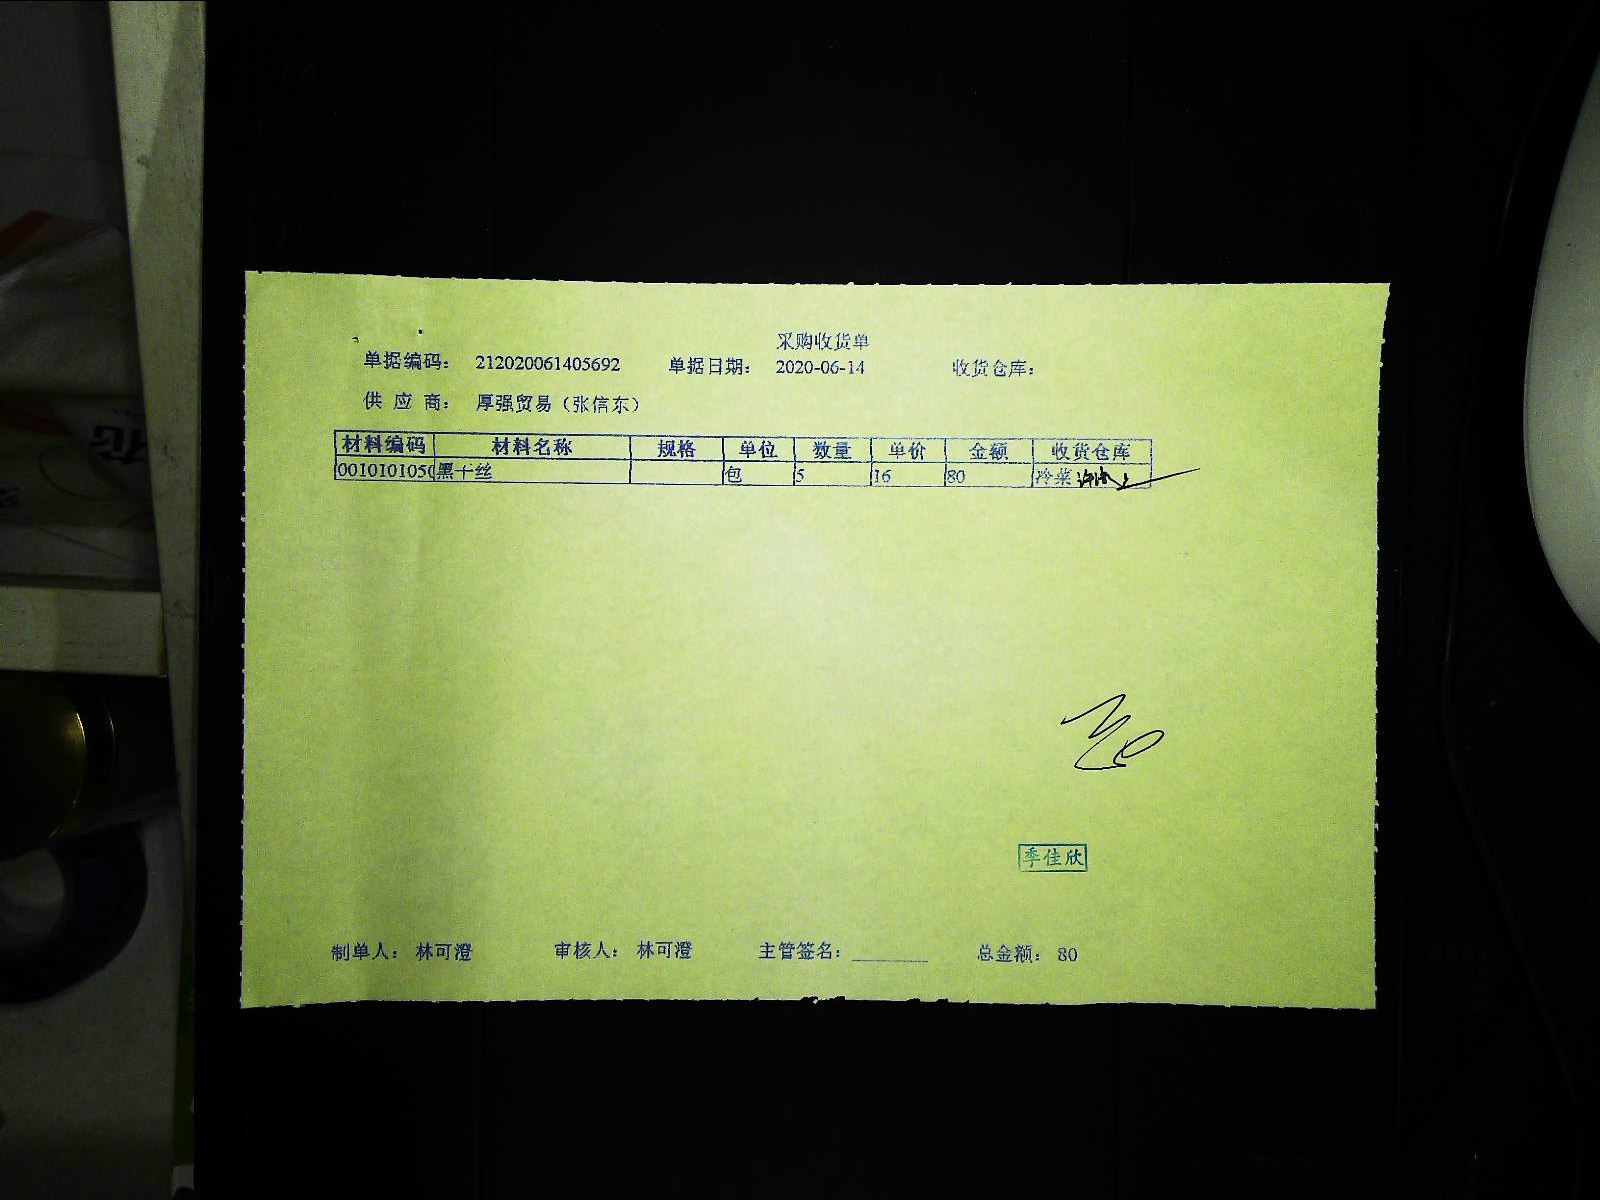 采购收货单
单据编码： 212020061405692 单据日期： 2020-06-14 收货仓库：
供 应 商： 厚强贸易（张信东）
材料编码 材料名称 规格 单位 数量 单价 金额 收货仓库
001010105 黑干丝 包 5 16 80 冷菜
季佳欣
制单人： 林可澄 审核人： 林可澄 主管签名： ________ 总金额： 80